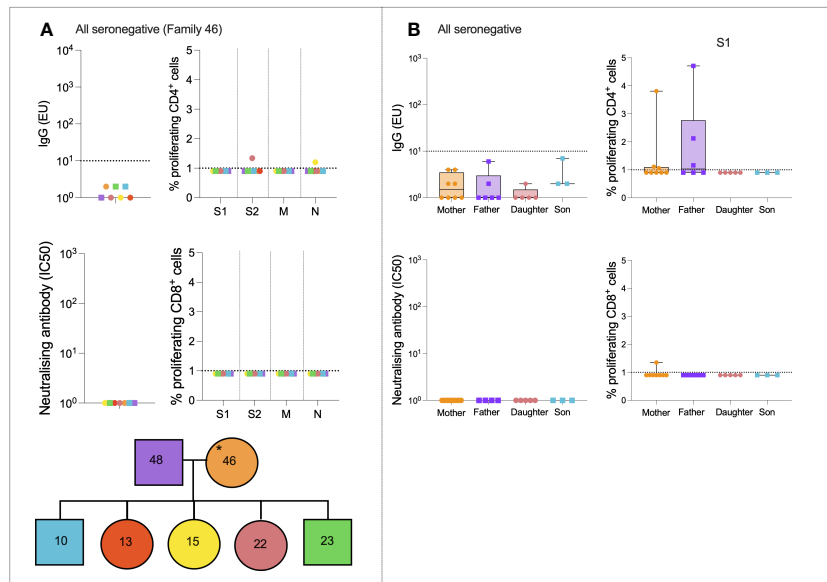 A All seronegative (Family 46)
IgG (EU)
10⁴
10³
10²
10¹
10⁰
% proliferating CD4⁺ cells
5
4
3
2
1
0
S1 S2 M N
Neutralising antibody (IC50)
10³
10²
10¹
10⁰
% proliferating CD8⁺ cells
5
4
3
2
1
0
S1 S2 M N
48 * 46
10 13 15 22 23
B All seronegative
IgG (EU)
10³
10²
10¹
10⁰
Mother Father Daughter Son
S1
% proliferating CD4⁺ cells
5
4
3
2
1
0
Mother Father Daughter Son
Neutralising antibody (IC50)
10³
10²
10¹
10⁰
Mother Father Daughter Son
% proliferating CD8⁺ cells
5
4
3
2
1
0
Mother Father Daughter Son